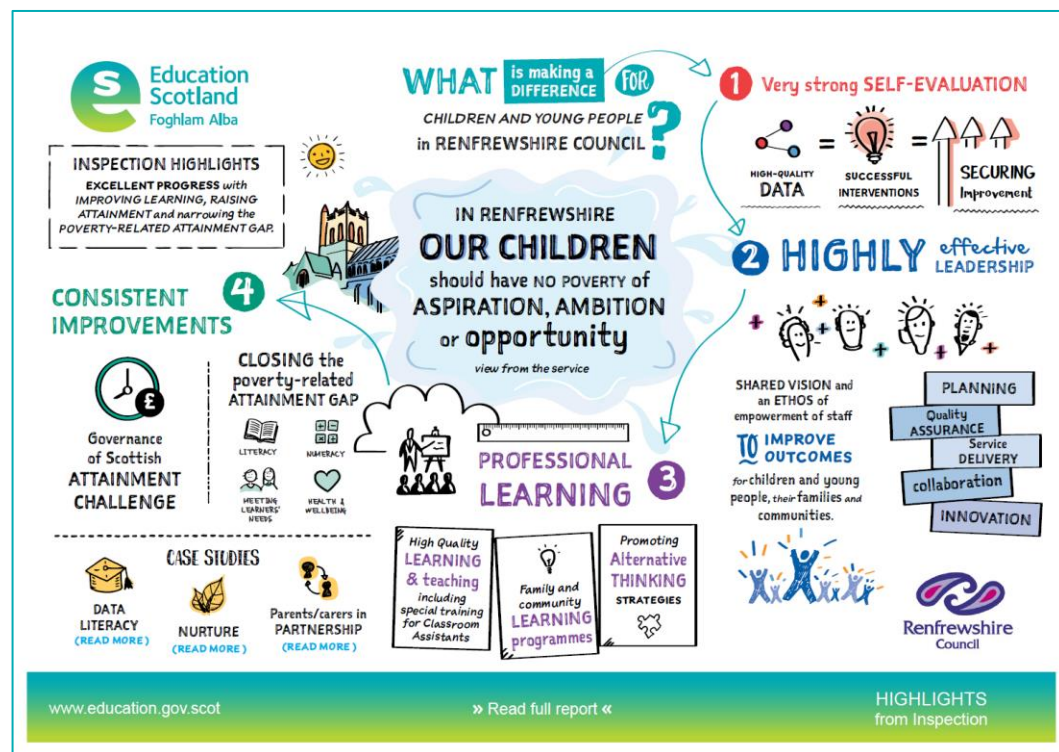 Education
Scotland
Foghlam Alba
INSPECTION HIGHLIGHTS
EXCELLENT PROGRESS with
IMPROVING LEARNING, RAISING
ATTAINMENT and narrowing the
POVERTY-RELATED ATTAINMENT GAP.
WHAT is making a DIFFERENCE FOR
CHILDREN AND YOUNG PEOPLE
in RENFREWSHIRE COUNCIL?
IN RENFREWSHIRE
OUR CHILDREN
should have NO POVERTY of
ASPIRATION, AMBITION
or opportunity
view from the service
1 Very strong SELF-EVALUATION
HIGH-QUALITY
DATA
=
SUCCESSFUL
INTERVENTIONS
=
SECURING
Improvement
2 HIGHLY effective
LEADERSHIP
SHARED VISION and
an ETHOS of
empowerment of staff
TO IMPROVE
OUTCOMES
for children and young
people, their families and
communities.
PLANNING
Quality
ASSURANCE
Service
DELIVERY
collaboration
INNOVATION
Renfrewshire
Council
PROFESSIONAL
LEARNING
3
High Quality
LEARNING
& teaching
including
special training
for Classroom
Assistants
Family and
community
LEARNING
programmes
Promoting
Alternative
THINKING
STRATEGIES
CONSISTENT
IMPROVEMENTS
4
£
Governance
of Scottish
ATTAINMENT
CHALLENGE
CLOSING the
poverty-related
ATTAINMENT GAP
LITERACY
NUMERACY
MEETING
LEARNERS'
NEEDS
HEALTH &
WELLBEING
CASE STUDIES
DATA
LITERACY
(READ MORE)
NURTURE
(READ MORE)
Parents/carers in
PARTNERSHIP
(READ MORE)
www.education.gov.scot
» Read full report «
HIGHLIGHTS
from Inspection